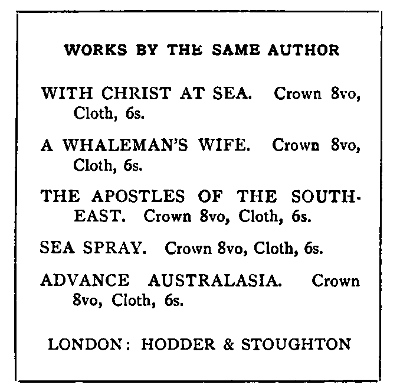 WORKS BY THE SAME AUTHOR
WITH CHRIST AT SEA. Crown 8vo,
Cloth, 6s.
A WHALEMAN'S WIFE. Crown 8vo,
Cloth, 6s.
THE APOSTLES OF THE SOUTH-
EAST. Crown 8vo, Cloth, 6s.
SEA SPRAY. Crown 8vo, Cloth, 6s.
ADVANCE AUSTRALASIA. Crown
8vo, Cloth, 6s.
LONDON: HODDER & STOUGHTON